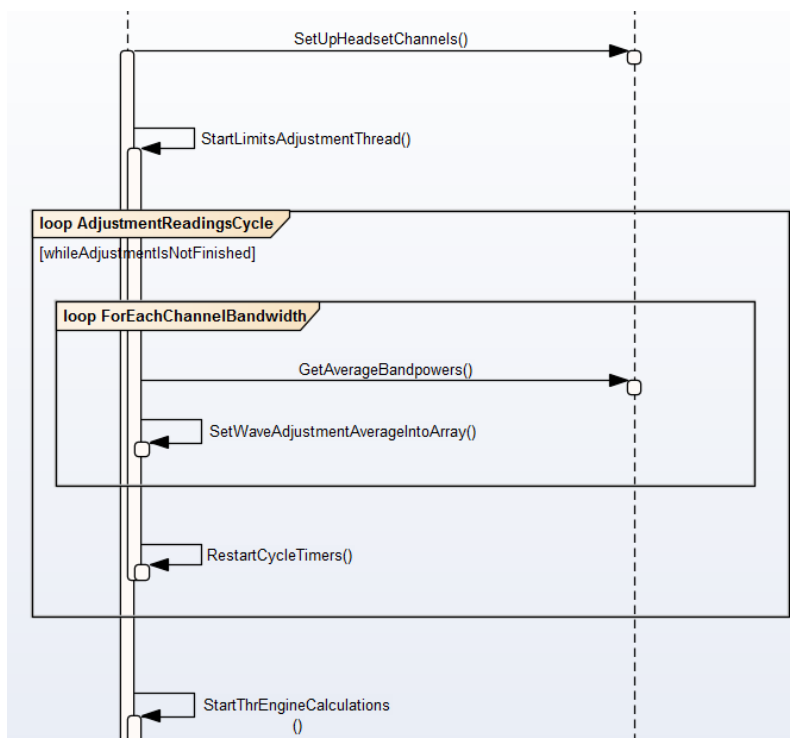 SetUpHeadsetChannels()
StartLimitsAdjustmentThread()
loop AdjustmentReadingsCycle
[whileAdjustmentIsNotFinished]
loop ForEachChannelBandwidth
GetAverageBandpowers()
SetWaveAdjustmentAverageIntoArray()
RestartCycleTimers()
StartThrEngineCalculations
()